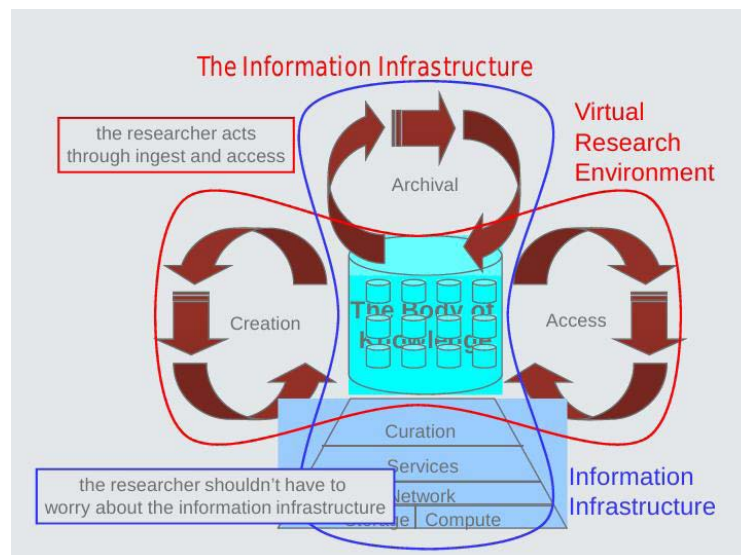 The Information Infrastructure
the researcher acts
through ingest and access
Virtual
Research
Environment
Archival
Creation
The Body of
Knowledge
Access
Curation
Services
Network
Storage
Compute
the researcher shouldn't have to
worry about the information infrastructure
Information
Infrastructure